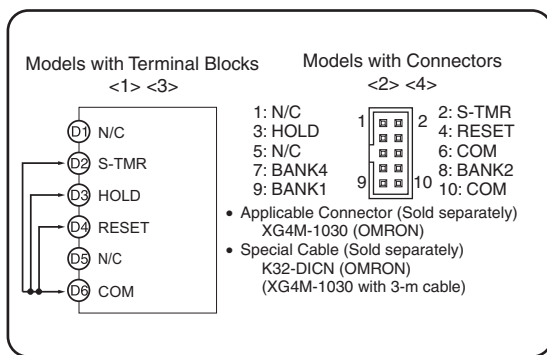 Models with Terminal Blocks
<1> <3>
D1 N/C
D2 S-TMR
D3 HOLD
D4 RESET
D5 N/C
D6 COM
Models with Connectors
<2> <4>
1: N/C
3: HOLD
5: N/C
7: BANK4
9: BANK1
1 2
9 10
2: S-TMR
4: RESET
6: COM
8: BANK2
10: COM
• Applicable Connector (Sold separately)
XG4M-1030 (OMRON)
• Special Cable (Sold separately)
K32-DICN (OMRON)
(XG4M-1030 with 3-m cable)